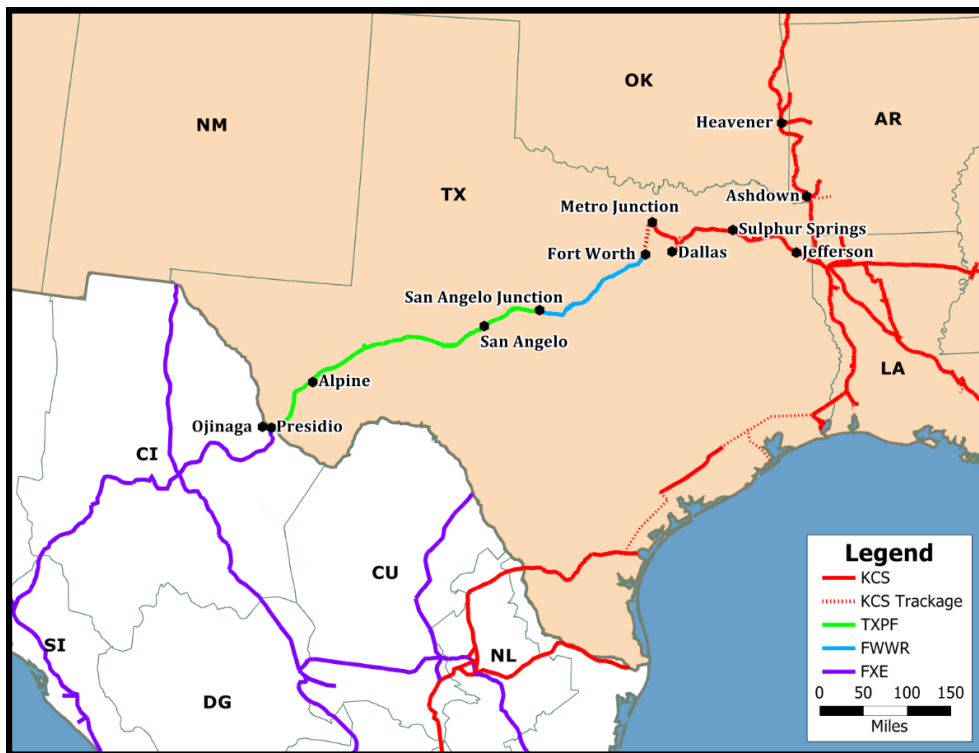 OK
Heavener
AR
NM
TX
Ashdown
Metro Junction
Sulphur Springs
Fort Worth
Dallas
Jefferson
San Angelo Junction
San Angelo
LA
Alpine
Ojinaga
Presidio
CI
CU
SI
NL
DG
Legend
KCS
KCS Trackage
TXPF
FWWR
FXE
0 50 100 150
Miles